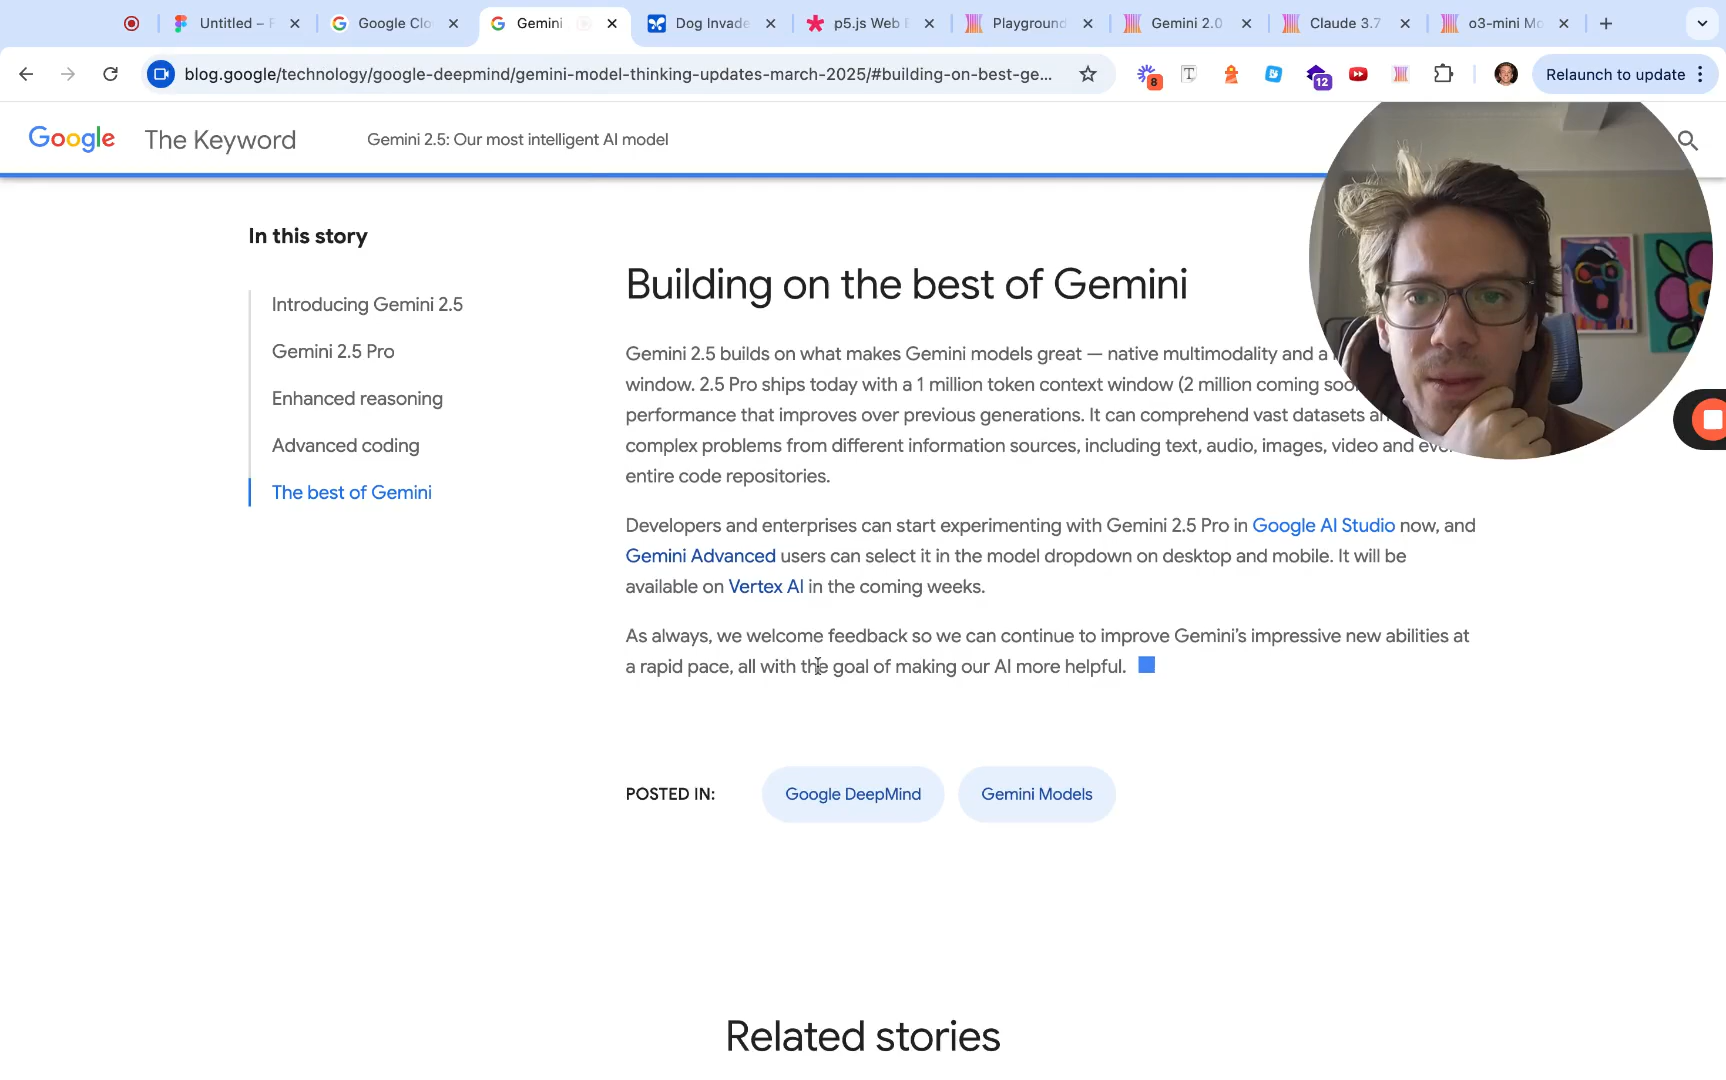 Untitled – F
Google Clo
Gemini
Dog Invade
p5.js Web E
Playground
Gemini 2.0
Claude 3.7
o3-mini Mo
blog.google/technology/google-deepmind/gemini-model-thinking-updates-march-2025/#building-on-best-ge...
8
T
12
Relaunch to update
Google The Keyword
Gemini 2.5: Our most intelligent AI model
In this story
Introducing Gemini 2.5
Gemini 2.5 Pro
Enhanced reasoning
Advanced coding
The best of Gemini
Building on the best of Gemini
Gemini 2.5 builds on what makes Gemini models great — native multimodality and a
window. 2.5 Pro ships today with a 1 million token context window (2 million coming
performance that improves over previous generations. It can comprehend vast datasets
complex problems from different information sources, including text, audio, images, video and
entire code repositories.
Developers and enterprises can start experimenting with Gemini 2.5 Pro in Google AI Studio now, and
Gemini Advanced users can select it in the model dropdown on desktop and mobile. It will be
available on Vertex AI in the coming weeks.
As always, we welcome feedback so we can continue to improve Gemini's impressive new abilities at
a rapid pace, all with the goal of making our AI more helpful.
POSTED IN:
Google DeepMind
Gemini Models
Related stories